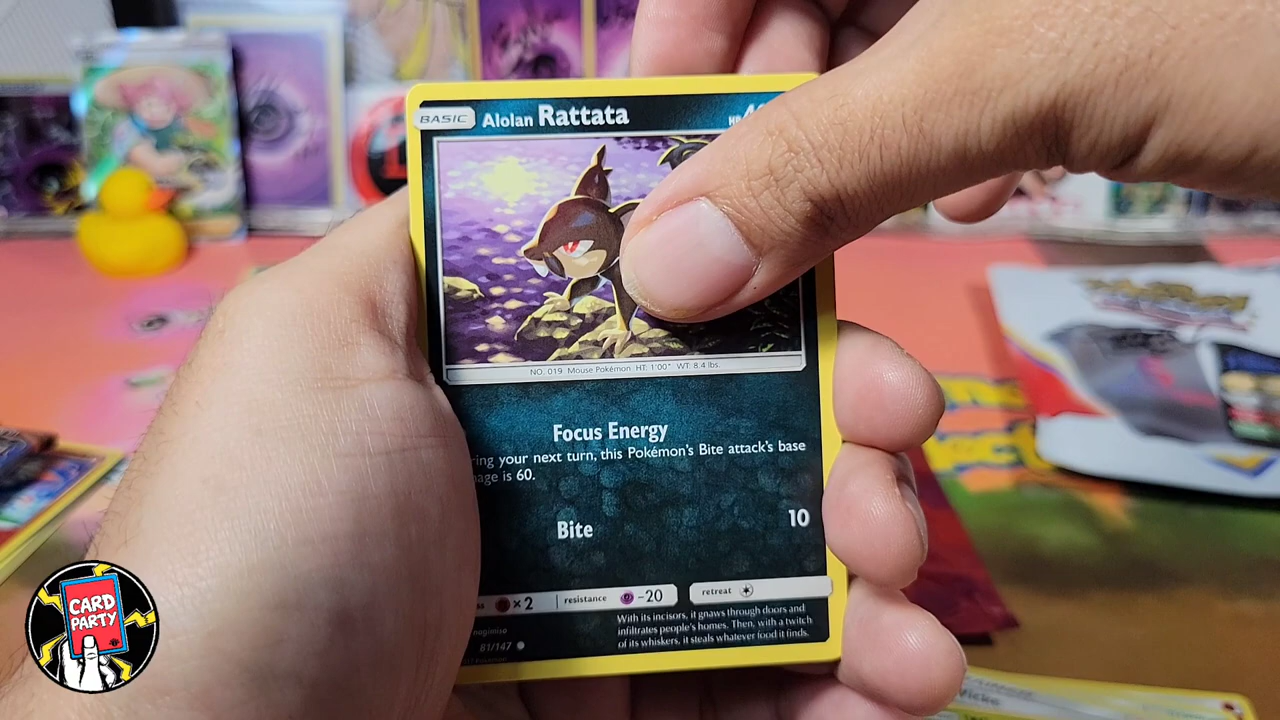 BASIC Alolan Rattata HP
NO. 019 Mouse Pokémon HT: 1'00" WT: 8.4 lbs.
Focus Energy
your next turn, this Pokémon's Bite attack's base
is 60.
Bite 10
×2 resistance -20 retreat
With its incisors, it gnaws through doors and
infiltrates people's homes. Then, with a twitch
of its whiskers, it steals whatever food it finds.
81/147
CARD
PARTY